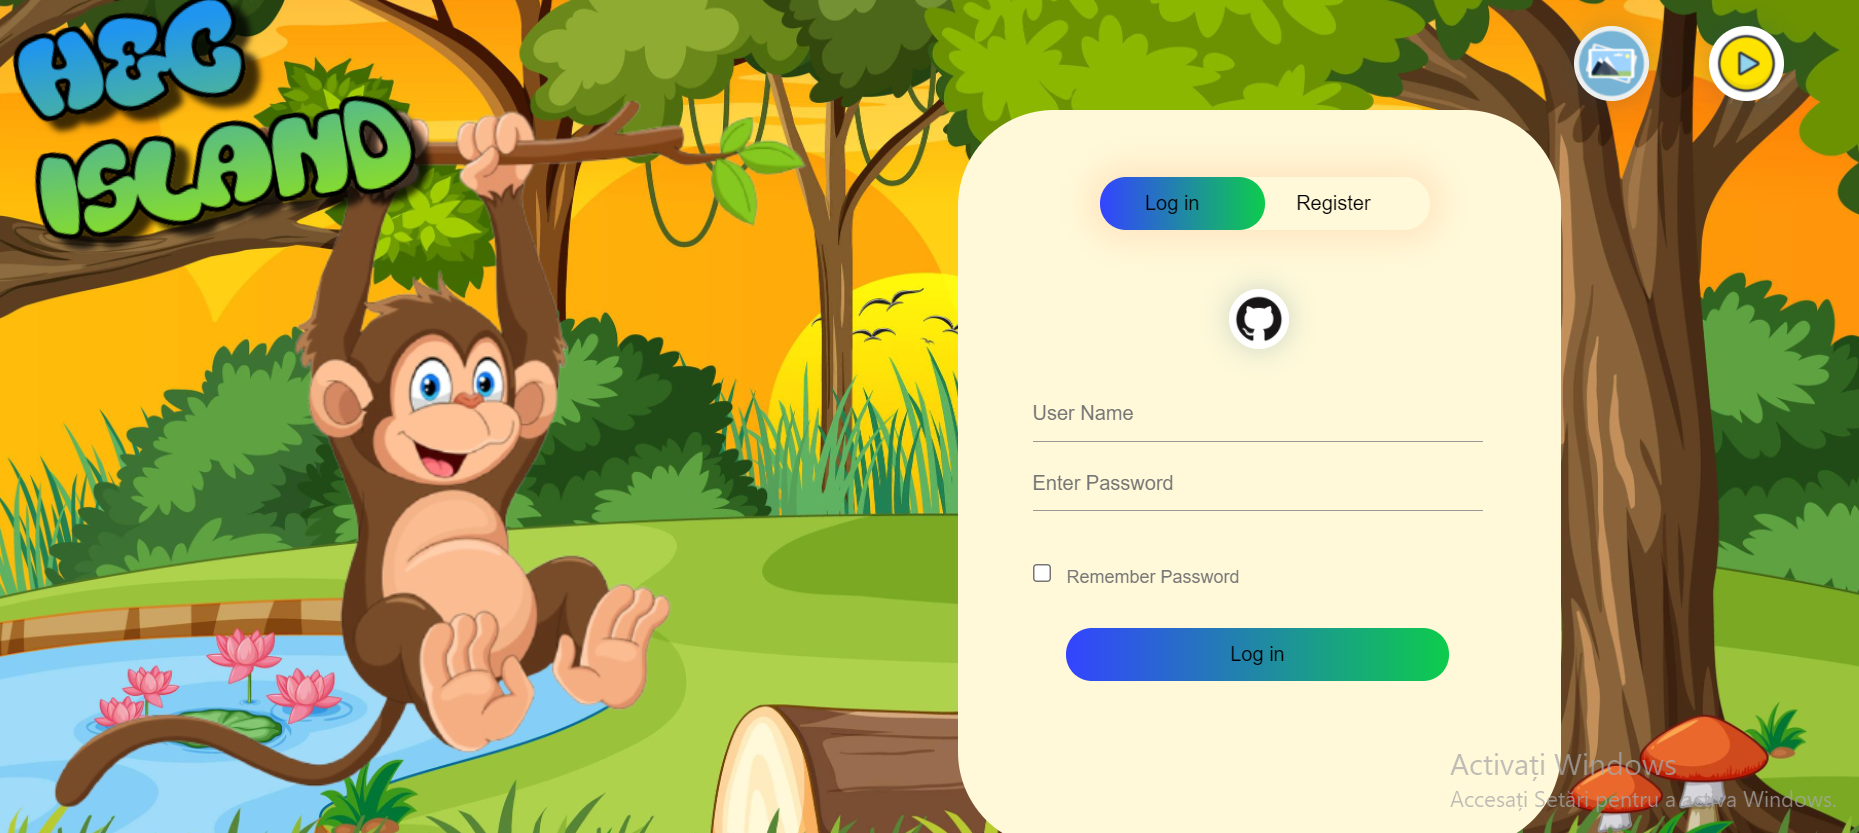 H&C
ISLAND
Log in
Register
User Name
Enter Password
Remember Password
Log in
Activați Windows
Accesați Setări pentru a activa Windows.